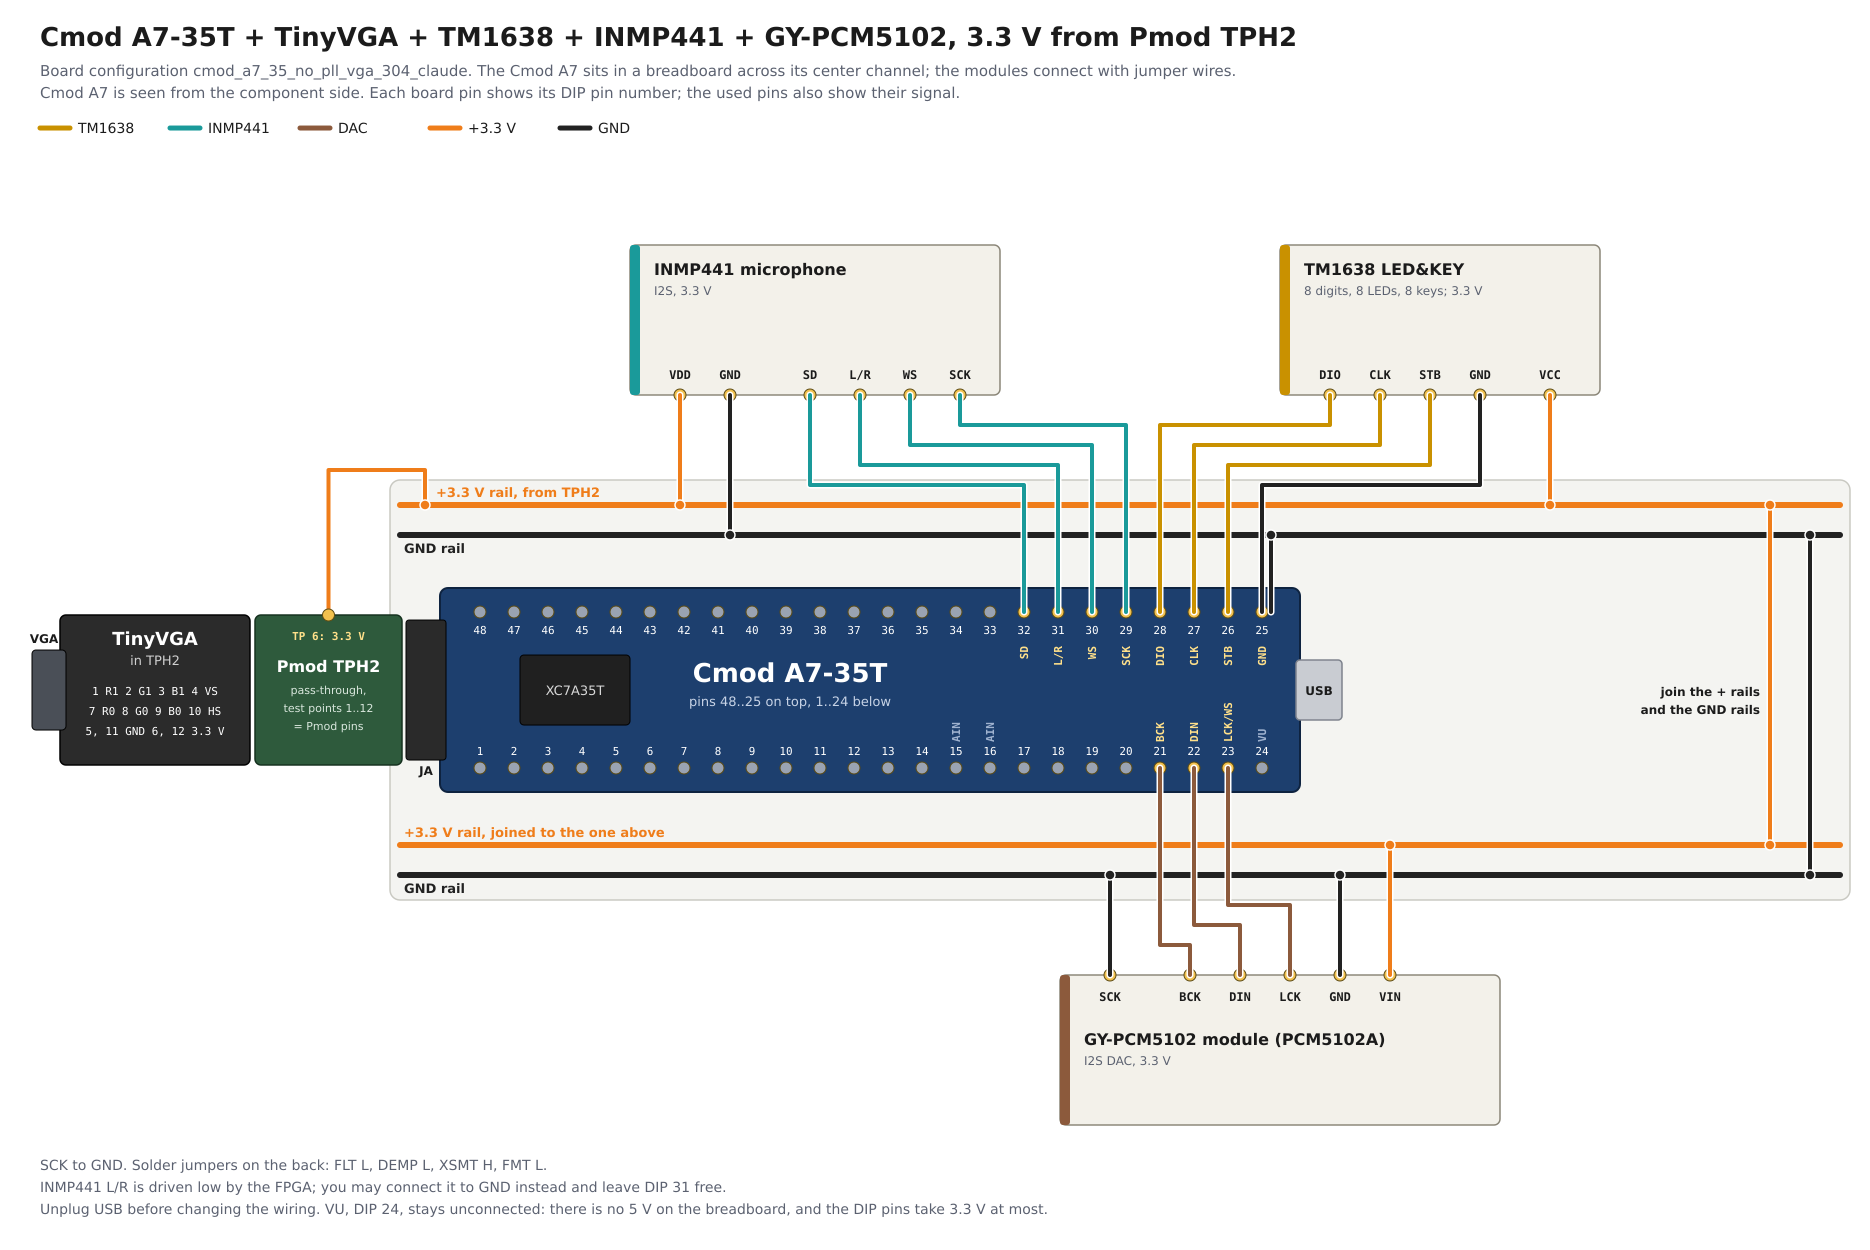 Cmod A7-35T + TinyVGA + TM1638 + INMP441 + GY-PCM5102, 3.3 V from Pmod TPH2
Board configuration cmod_a7_35_no_pll_vga_304_claude. The Cmod A7 sits in a breadboard across its center channel; the modules connect with jumper wires.
Cmod A7 is seen from the component side. Each board pin shows its DIP pin number; the used pins also show their signal.
TM1638 INMP441 DAC +3.3 V GND
INMP441 microphone
I2S, 3.3 V
VDD GND SD L/R WS SCK
TM1638 LED&KEY
8 digits, 8 LEDs, 8 keys; 3.3 V
DIO CLK STB GND VCC
+3.3 V rail, from TPH2
GND rail
VGA
TinyVGA
in TPH2
1 R1 2 G1 3 B1 4 VS
7 R0 8 G0 9 B0 10 HS
5, 11 GND 6, 12 3.3 V
TP 6: 3.3 V
Pmod TPH2
pass-through,
test points 1..12
= Pmod pins
JA
48 47 46 45 44 43 42 41 40 39 38 37 36 35 34 33 32 31 30 29 28 27 26 25
SD L/R WS SCK DIO CLK STB GND
XC7A35T
Cmod A7-35T
pins 48..25 on top, 1..24 below
USB
AIN AIN BCK DIN LCK/WS VU
1 2 3 4 5 6 7 8 9 10 11 12 13 14 15 16 17 18 19 20 21 22 23 24
join the + rails
and the GND rails
+3.3 V rail, joined to the one above
GND rail
SCK BCK DIN LCK GND VIN
GY-PCM5102 module (PCM5102A)
I2S DAC, 3.3 V
SCK to GND. Solder jumpers on the back: FLT L, DEMP L, XSMT H, FMT L.
INMP441 L/R is driven low by the FPGA; you may connect it to GND instead and leave DIP 31 free.
Unplug USB before changing the wiring. VU, DIP 24, stays unconnected: there is no 5 V on the breadboard, and the DIP pins take 3.3 V at most.